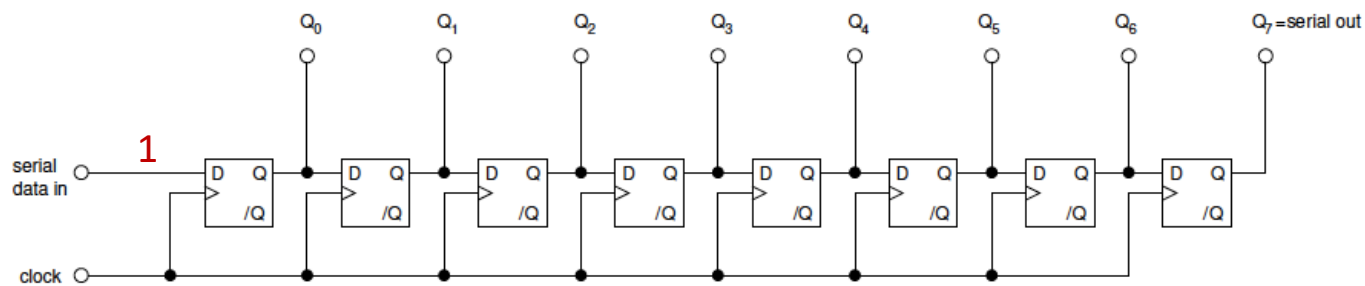 Q0 Q1 Q2 Q3 Q4 Q5 Q6 Q7=serial out
1
serial
data in
D Q D Q D Q D Q D Q D Q D Q D Q
/Q /Q /Q /Q /Q /Q /Q /Q
clock